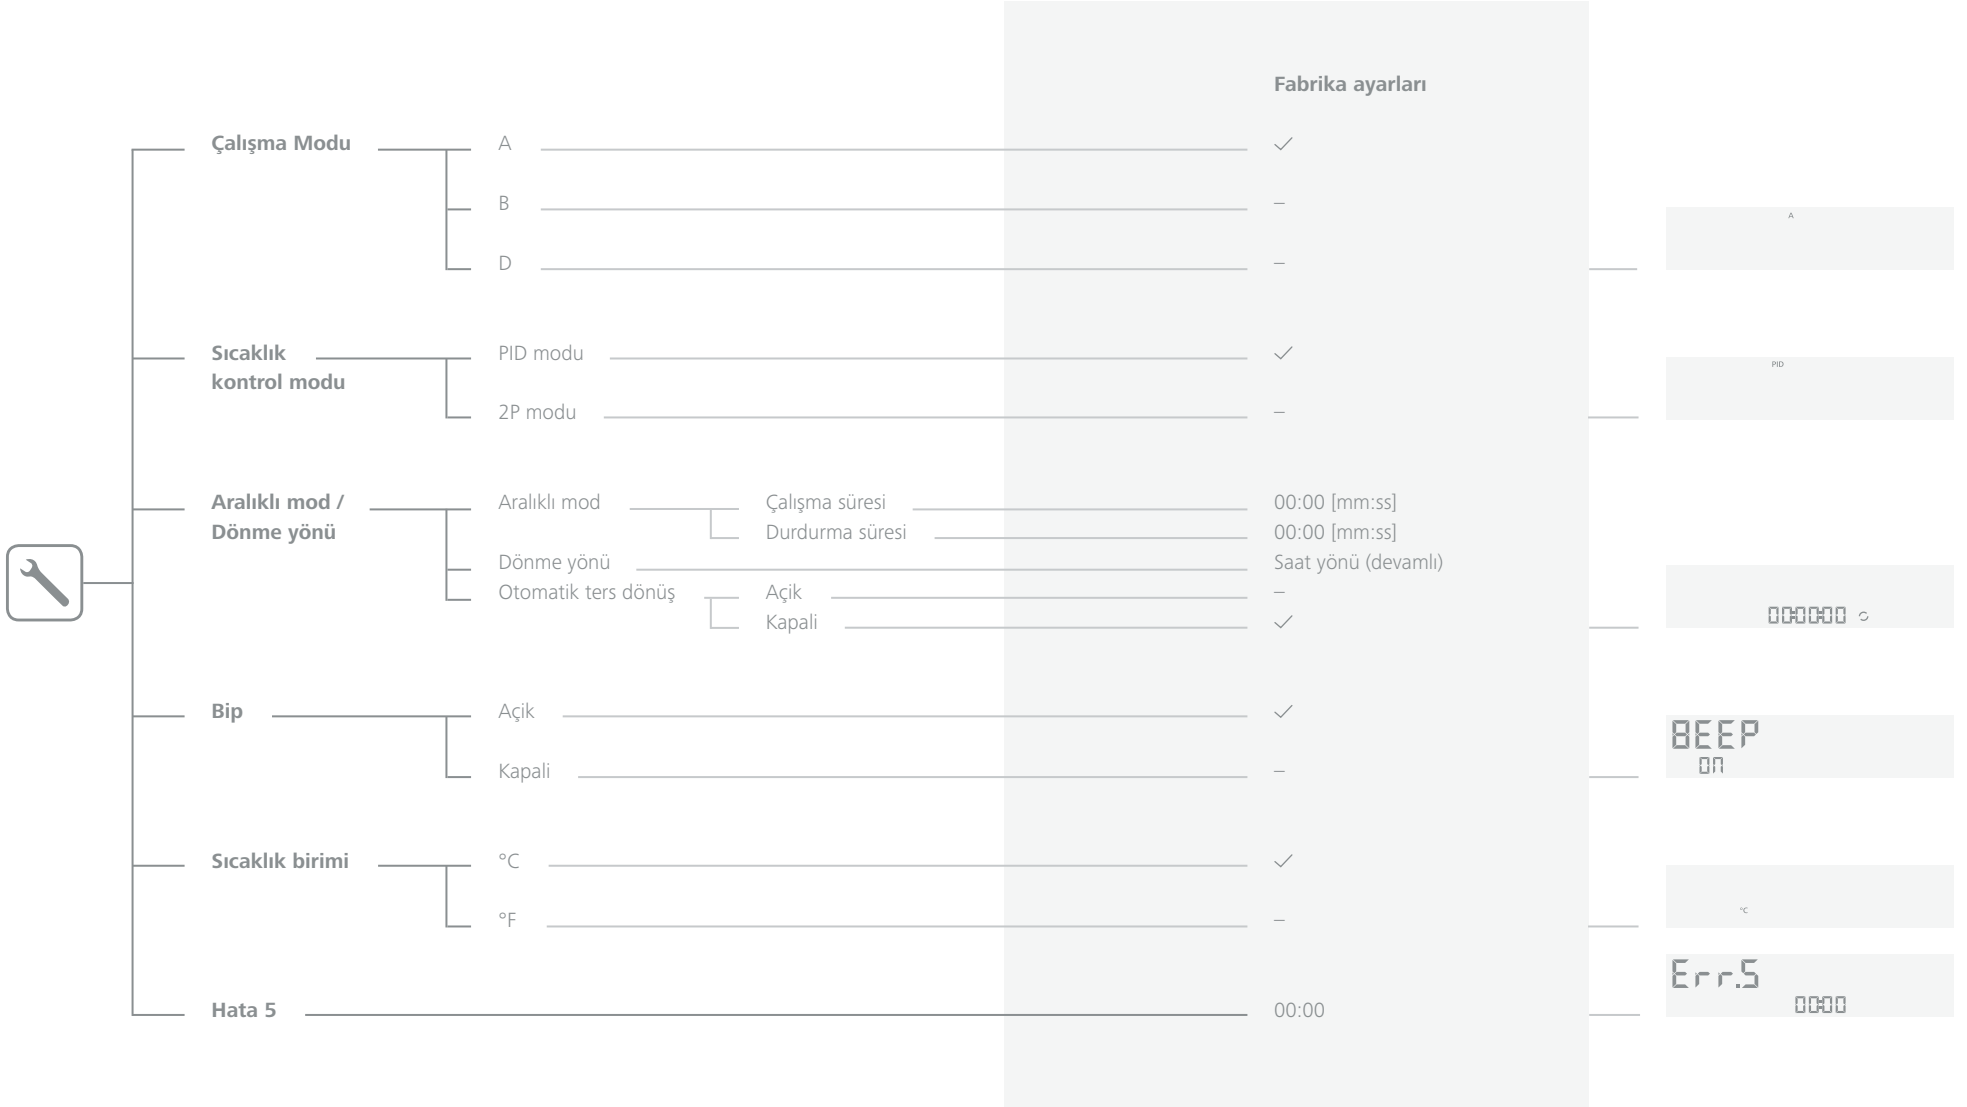 Fabrika ayarları
Çalışma Modu A ✓
B –
A
D –
Sıcaklık PID modu ✓
PID
kontrol modu
2P modu –
Aralıklı mod / Aralıklı mod Çalışma süresi 00:00 [mm:ss]
Dönme yönü Durdurma süresi 00:00 [mm:ss]
Dönme yönü Saat yönü (devamlı)
Otomatik ters dönüş Açik –
Kapali ✓
00:00:00
Bip Açik ✓
BEEP
on
Kapali –
Sıcaklık birimi °C ✓
°C
°F –
Err.5
Hata 5 00:00
00:00